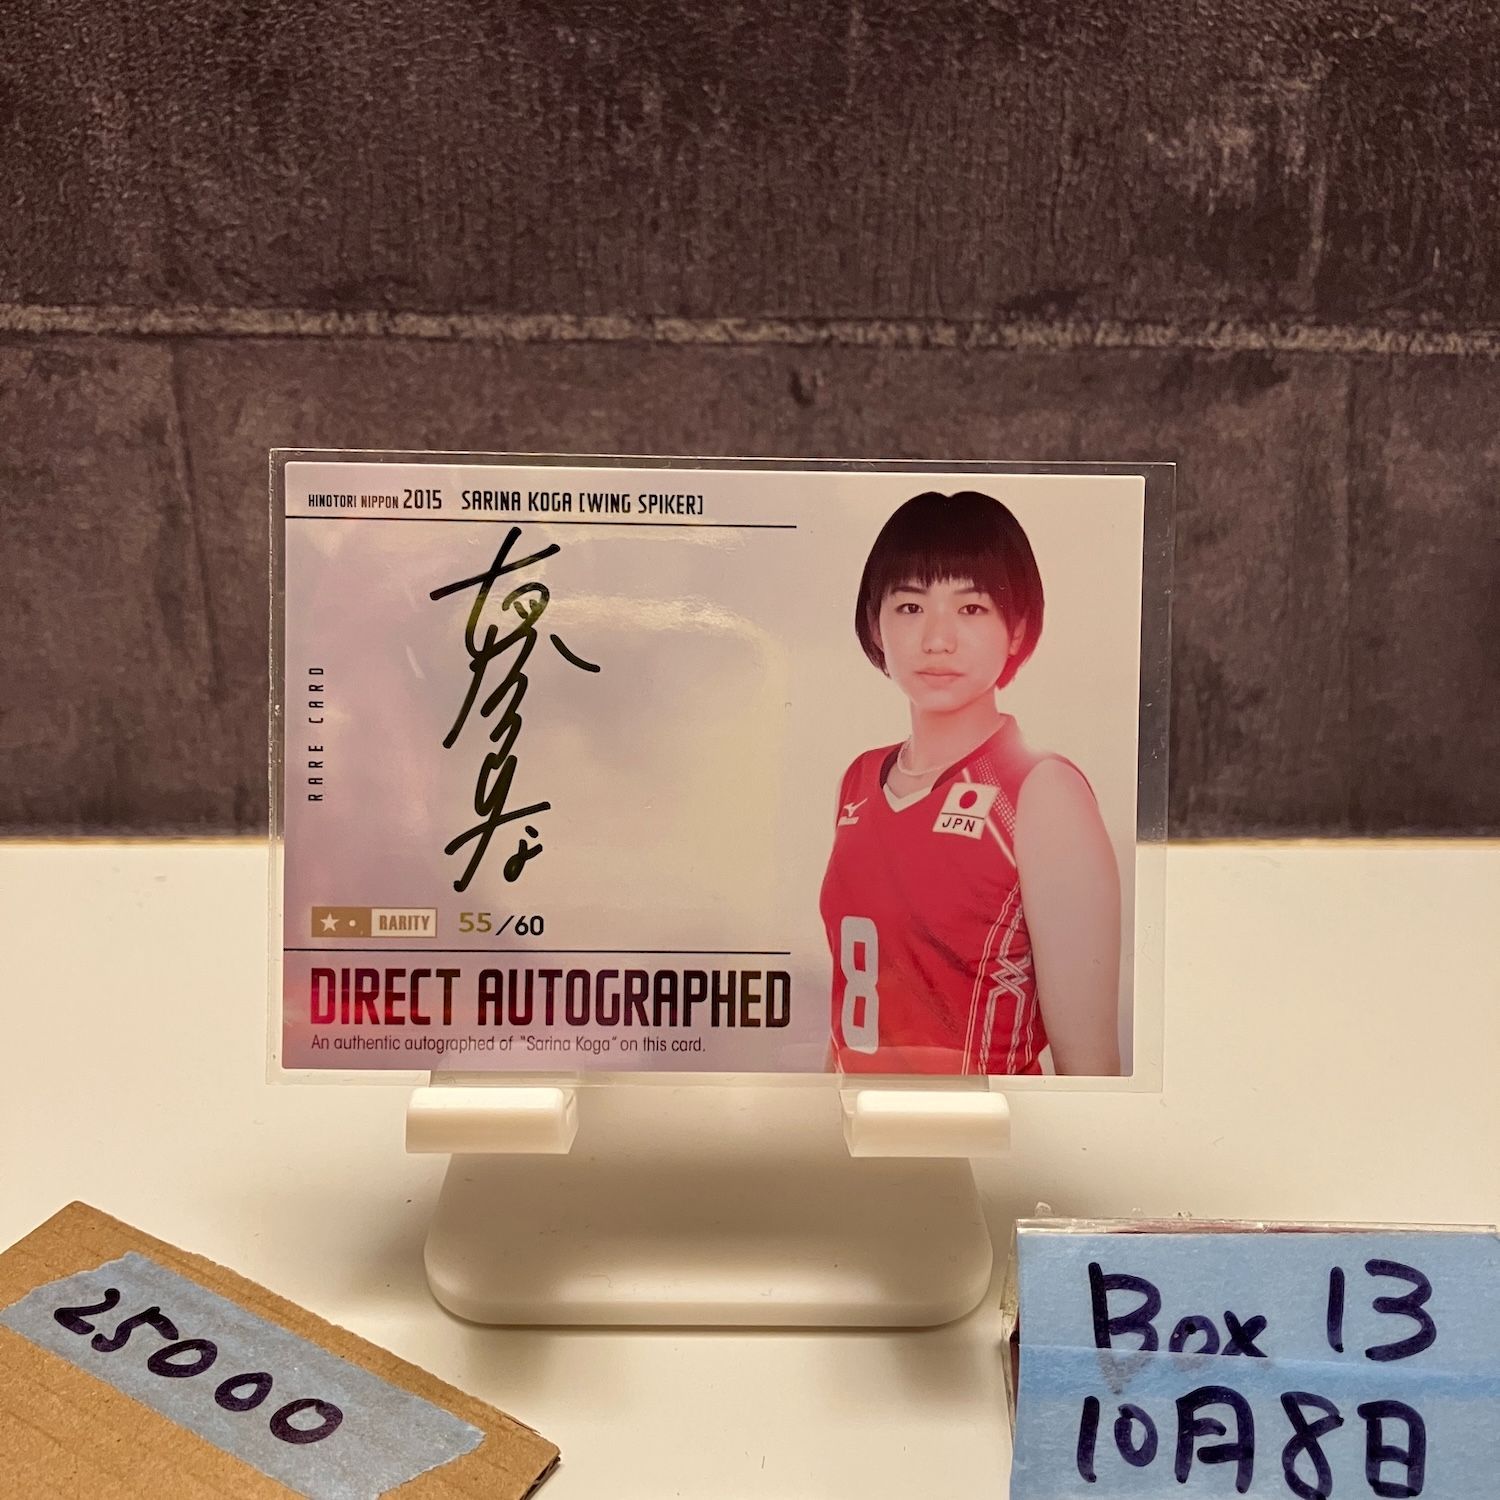 HINOTORI NIPPON 2015 SARINA KOGA [WING SPIKER]
RARE CARD
JPN
8
RARITY 55/60
DIRECT AUTOGRAPHED
An authentic autographed of "Sarina Koga" on this card.
25000
Box 13
10月8日